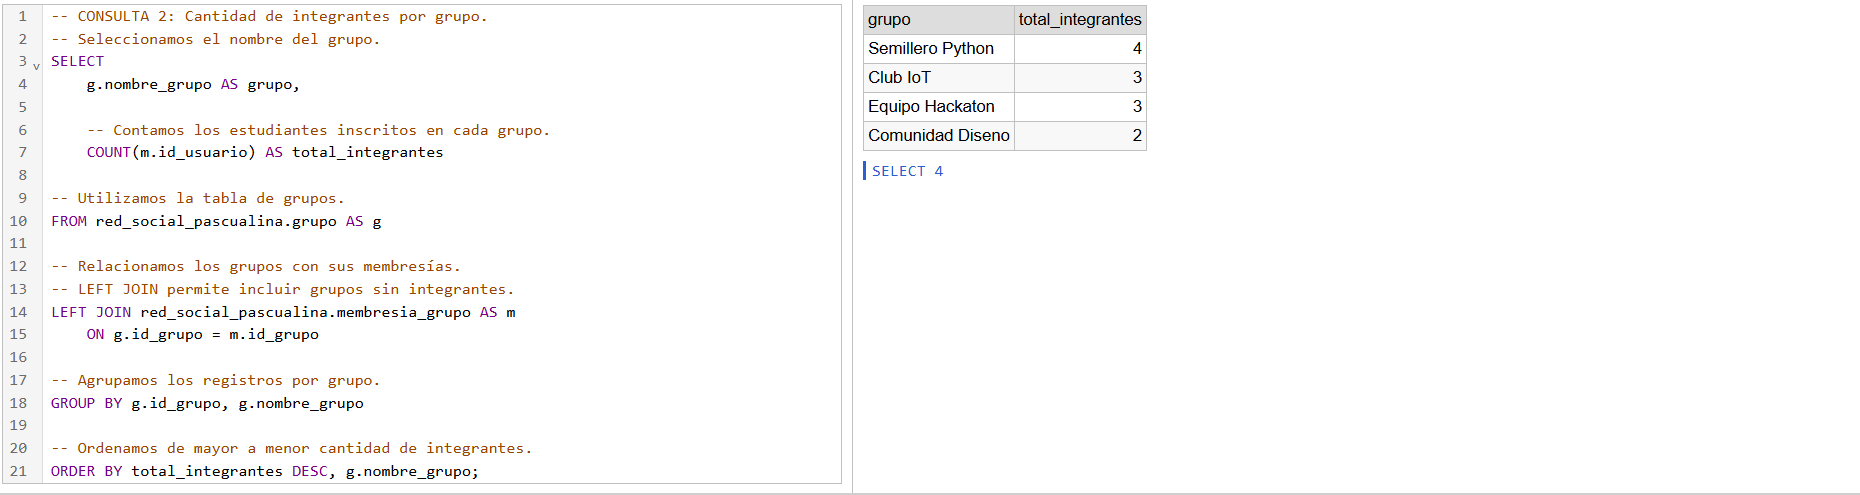 1 -- CONSULTA 2: Cantidad de integrantes por grupo.
2 -- Seleccionamos el nombre del grupo.
3 SELECT
4 g.nombre_grupo AS grupo,
5
6 -- Contamos los estudiantes inscritos en cada grupo.
7 COUNT(m.id_usuario) AS total_integrantes
8
9 -- Utilizamos la tabla de grupos.
10 FROM red_social_pascualina.grupo AS g
11
12 -- Relacionamos los grupos con sus membresías.
13 -- LEFT JOIN permite incluir grupos sin integrantes.
14 LEFT JOIN red_social_pascualina.membresia_grupo AS m
15 ON g.id_grupo = m.id_grupo
16
17 -- Agrupamos los registros por grupo.
18 GROUP BY g.id_grupo, g.nombre_grupo
19
20 -- Ordenamos de mayor a menor cantidad de integrantes.
21 ORDER BY total_integrantes DESC, g.nombre_grupo;
grupo total_integrantes
Semillero Python 4
Club IoT 3
Equipo Hackaton 3
Comunidad Diseno 2
SELECT 4